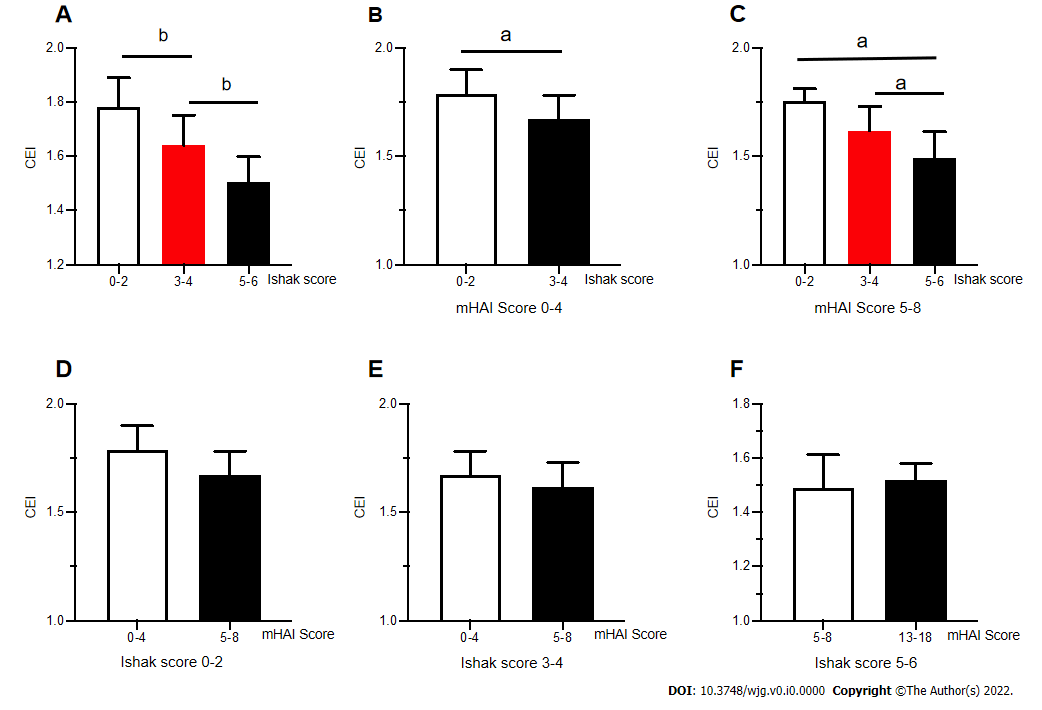 A
b
b
2.0
1.8
1.6
1.4
1.2
CEI
0-2
3-4
5-6
Ishak score
B
a
2.0
1.5
1.0
CEI
0-2
3-4
Ishak score
mHAI Score 0-4
C
a
a
2.0
1.5
1.0
CEI
0-2
3-4
5-6
Ishak score
mHAI Score 5-8
D
2.0
1.5
1.0
CEI
0-4
5-8
mHAI Score
Ishak score 0-2
E
2.0
1.5
1.0
CEI
0-4
5-8
mHAI Score
Ishak score 3-4
F
1.8
1.6
1.4
1.2
1.0
CEI
5-8
13-18
mHAI Score
Ishak score 5-6
DOI: 10.3748/wjg.v0.i0.0000 Copyright ©The Author(s) 2022.